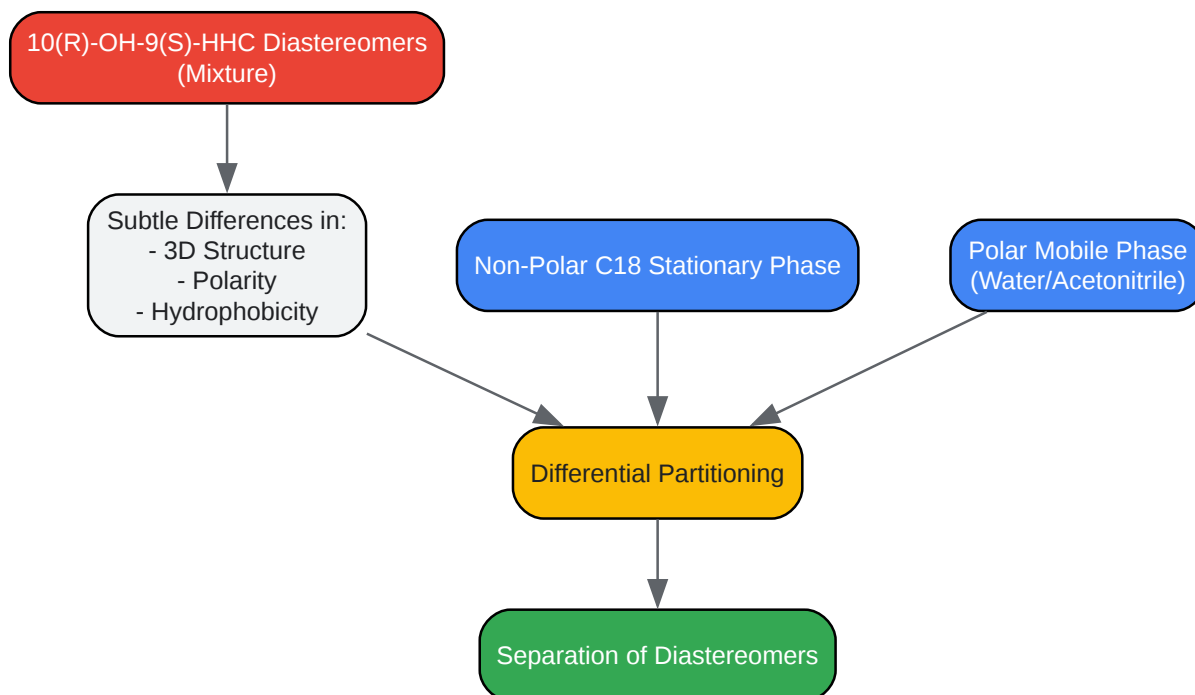 10(R)-OH-9(S)-HHC Diastereomers
(Mixture)
Subtle Differences in:
- 3D Structure
- Polarity
- Hydrophobicity
Non-Polar C18 Stationary Phase
Polar Mobile Phase
(Water/Acetonitrile)
Differential Partitioning
Separation of Diastereomers